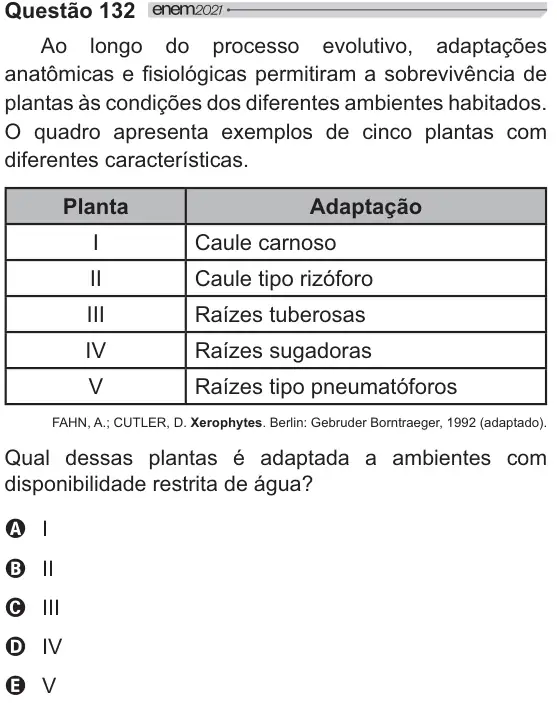 Questão 132 enem2021
Ao longo do processo evolutivo, adaptações
anatômicas e fisiológicas permitiram a sobrevivência de
plantas às condições dos diferentes ambientes habitados.
O quadro apresenta exemplos de cinco plantas com
diferentes características.
Planta Adaptação
I Caule carnoso
II Caule tipo rizóforo
III Raízes tuberosas
IV Raízes sugadoras
V Raízes tipo pneumatóforos
FAHN, A.; CUTLER, D. Xerophytes. Berlin: Gebruder Borntraeger, 1992 (adaptado).
Qual dessas plantas é adaptada a ambientes com
disponibilidade restrita de água?
A I
B II
C III
D IV
E V